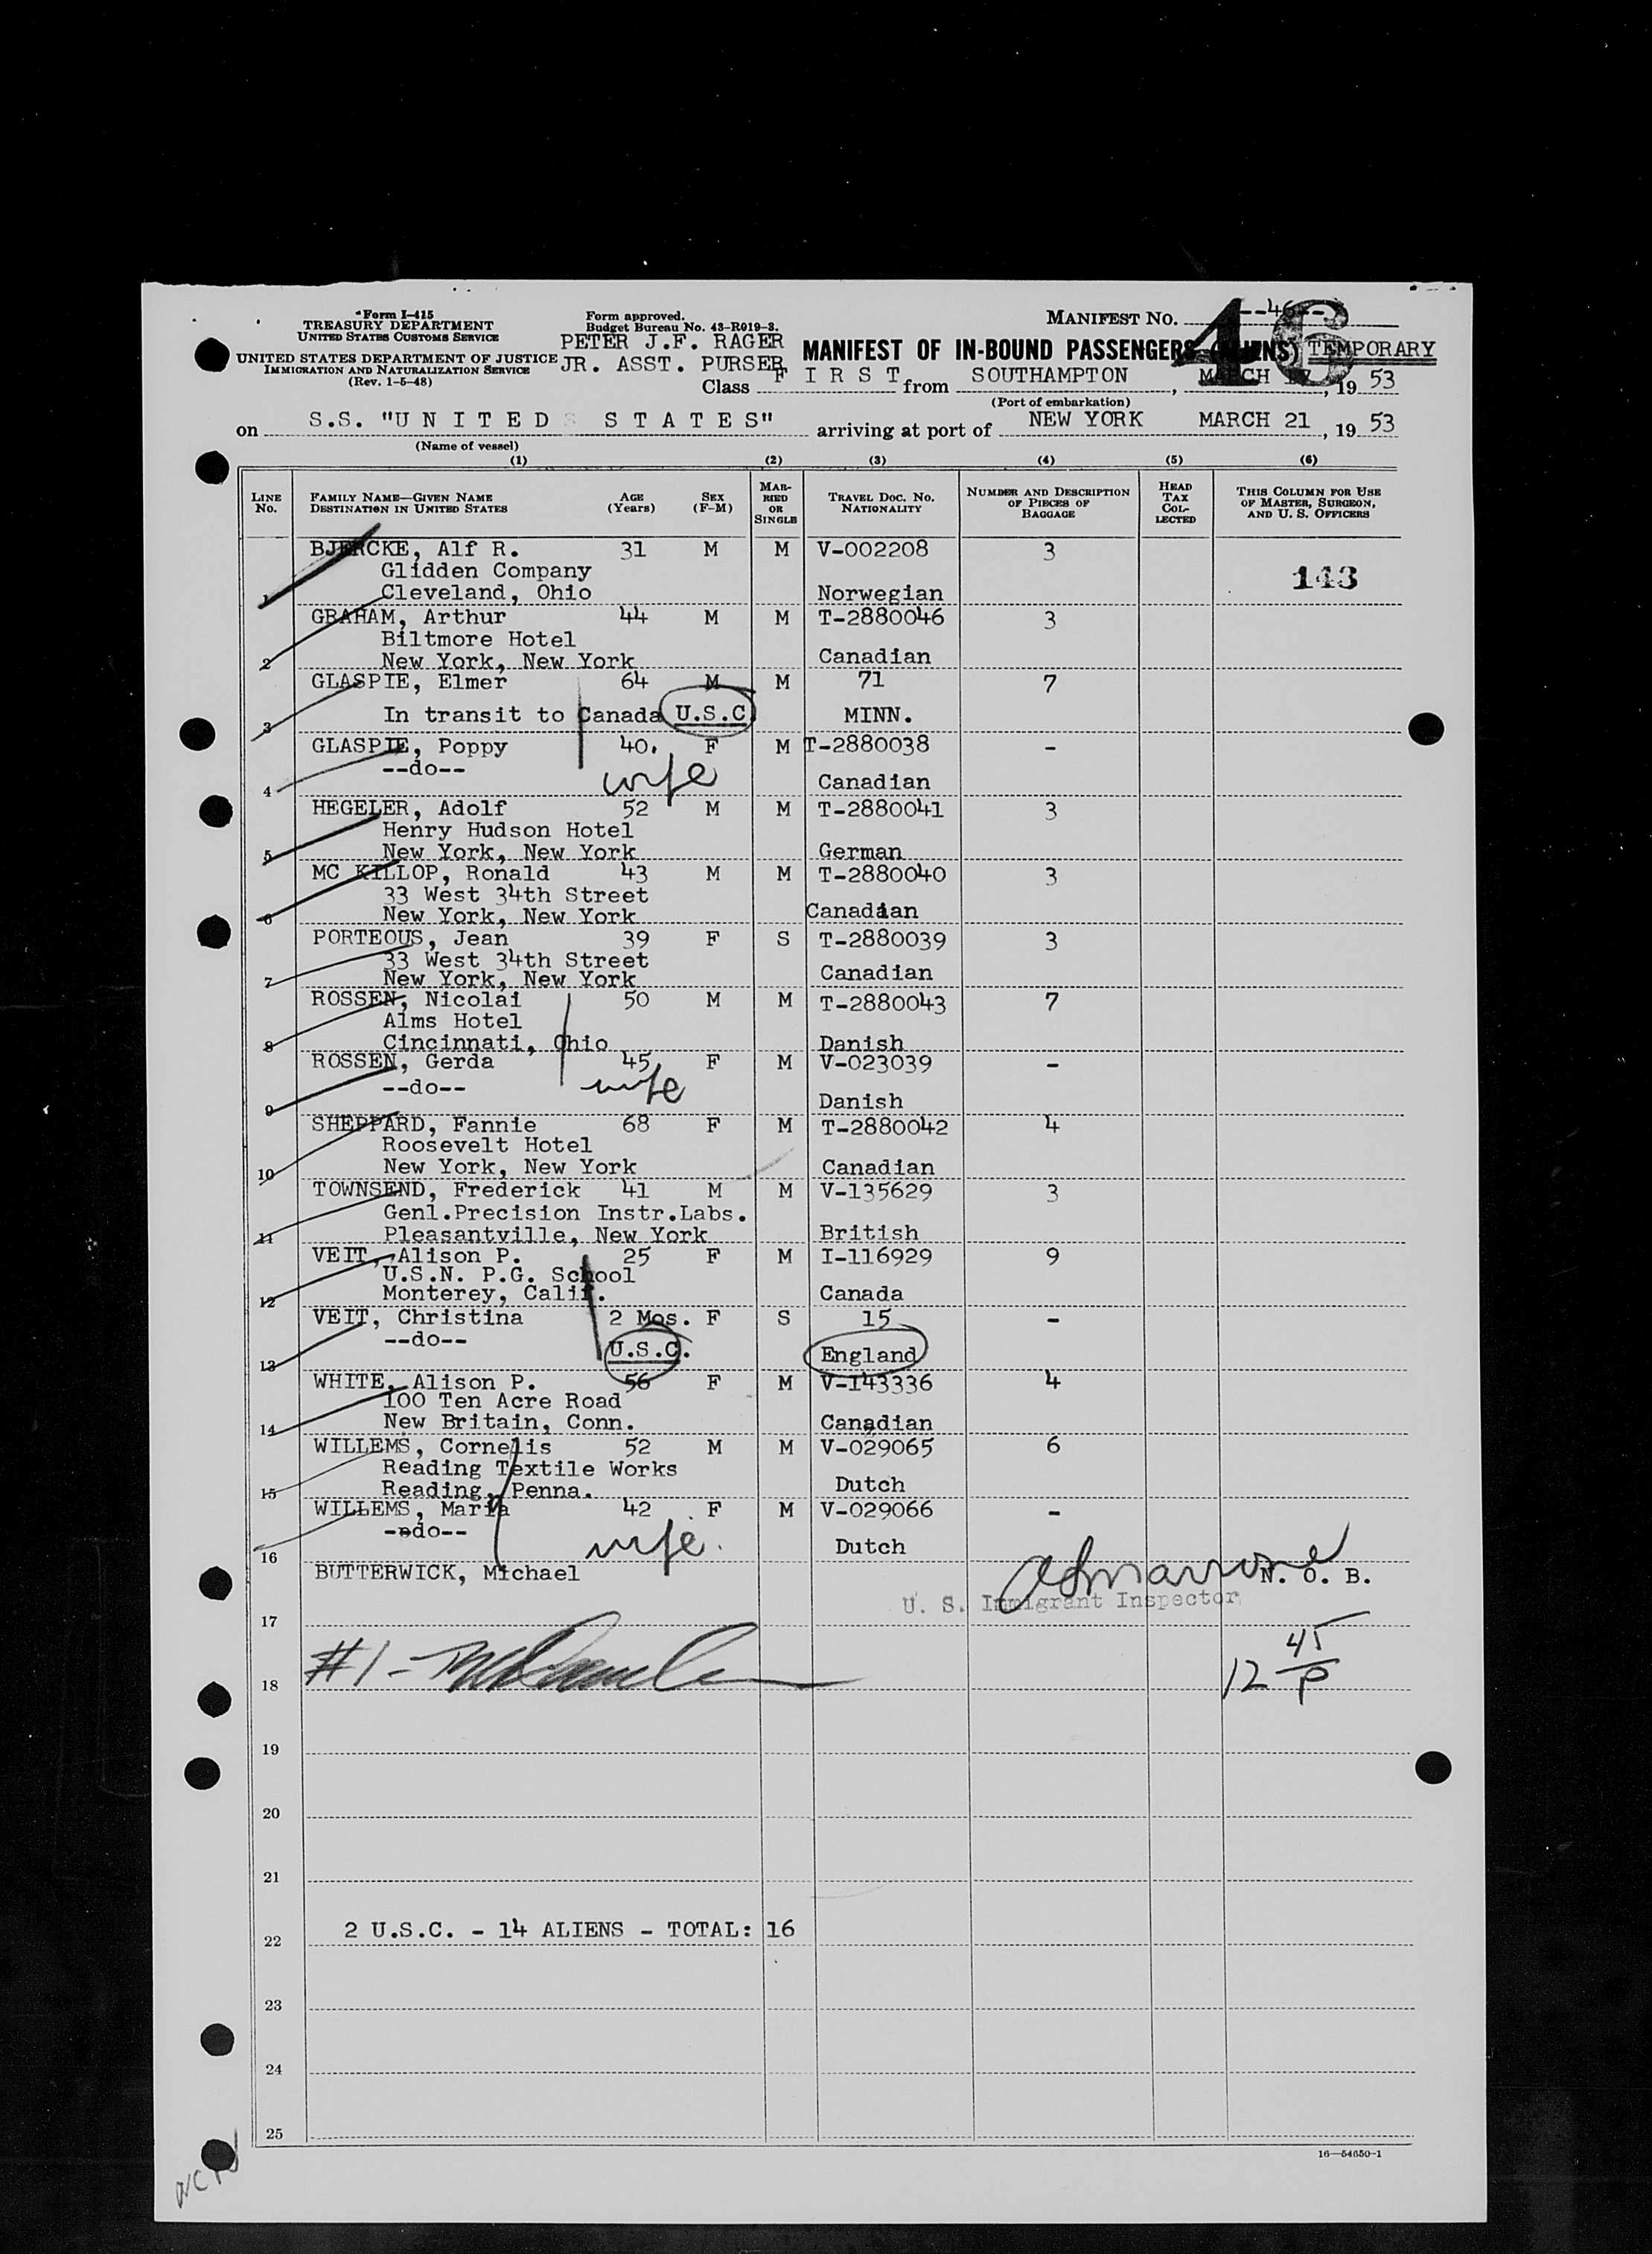 Form I-415
TREASURY DEPARTMENT
UNITED STATES CUSTOMS SERVICE
UNITED STATES DEPARTMENT OF JUSTICE
IMMIGRATION AND NATURALIZATION SERVICE
(Rev. 1-5-48)
Form approved.
Budget Bureau No. 43-R019-3.
PETER J.F. RAGER
JR. ASST. PURSER
MANIFEST NO. --46--
46
MANIFEST OF IN-BOUND PASSENGERS (ALIENS) TEMPORARY
Class F I R S T from SOUTHAMPTON, MARCH 17, 19 53
(Port of embarkation)
on S.S. "U N I T E D S T A T E S" arriving at port of NEW YORK MARCH 21, 19 53
(Name of vessel)
(1) (2) (3) (4) (5) (6)
LINE NO. FAMILY NAME—GIVEN NAME DESTINATION IN UNITED STATES AGE (Years) SEX (F-M) MARRIED OR SINGLE TRAVEL DOC. NO. NATIONALITY NUMBER AND DESCRIPTION OF PIECES OF BAGGAGE HEAD TAX COLLECTED THIS COLUMN FOR USE OF MASTER, SURGEON, AND U. S. OFFICERS
BJERCKE, Alf R. 31 M M V-002208 3
Glidden Company 143
1 Cleveland, Ohio Norwegian
GRAHAM, Arthur 44 M M T-2880046 3
Biltmore Hotel
2 New York, New York Canadian
GLASPIE, Elmer 64 M M 71 7
3 In transit to Canada U.S.C. MINN.
GLASPIE, Poppy 40. F M T-2880038 -
--do-- wife
4 Canadian
HEGELER, Adolf 52 M M T-2880041 3
Henry Hudson Hotel
5 New York, New York German
MC KILLOP, Ronald 43 M M T-2880040 3
33 West 34th Street
6 New York, New York Canadian
PORTEOUS, Jean 39 F S T-2880039 3
33 West 34th Street
7 New York, New York Canadian
ROSSEN, Nicolai 50 M M T-2880043 7
Alms Hotel
8 Cincinnati, Ohio Danish
ROSSEN, Gerda 45 F M V-023039 -
--do-- wife
9 Danish
SHEPPARD, Fannie 68 F M T-2880042 4
Roosevelt Hotel
10 New York, New York Canadian
TOWNSEND, Frederick 41 M M V-135629 3
Genl.Precision Instr.Labs.
11 Pleasantville, New York British
VEIT, Alison P. 25 F M I-116929 9
U.S.N. P.G. School
12 Monterey, Calif. Canada
VEIT, Christina 2 Mos. F S 15 -
--do-- U.S.C.
13 England
WHITE, Alison P. 56 F M V-143336 4
100 Ten Acre Road
14 New Britain, Conn. Canadian
WILLEMS, Cornelis 52 M M V-029065 6
Reading Textile Works
15 Reading, Penna. Dutch
WILLEMS, Maria 42 F M V-029066 -
--do-- wife.
16 Dutch
BUTTERWICK, Michael N. O. B.
U. S. Immigrant Inspector
17
#1- 12 45/P
18
19
20
21
2 U.S.C. - 14 ALIENS - TOTAL: 16
22
23
24
25
16—54650-1